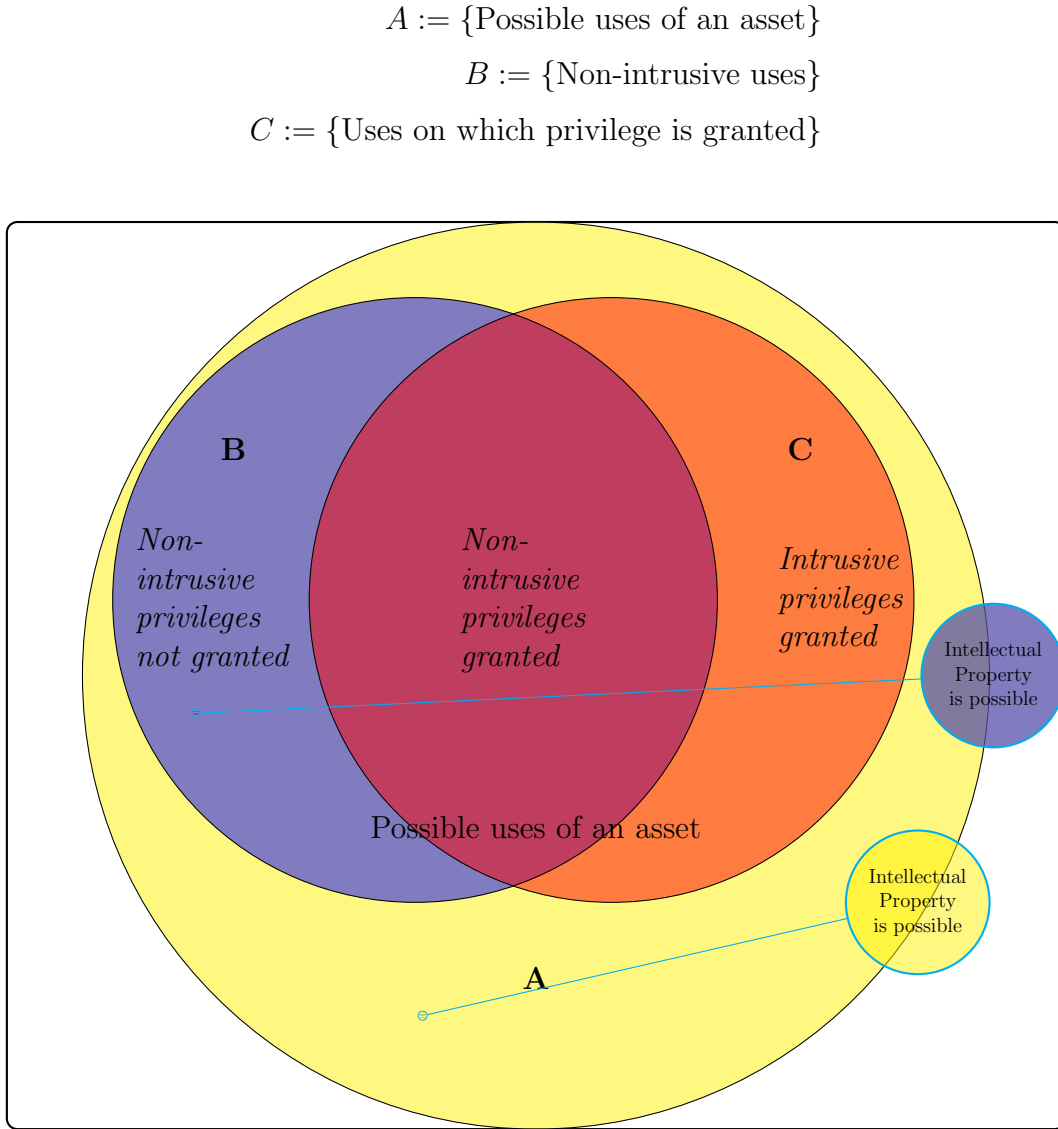 A := {Possible uses of an asset}
B := {Non-intrusive uses}
C := {Uses on which privilege is granted}
B
C
Non-
intrusive
privileges
not granted
Non-
intrusive
privileges
granted
Intrusive
privileges
granted
Intellectual
Property
is possible
Possible uses of an asset
Intellectual
Property
is possible
A